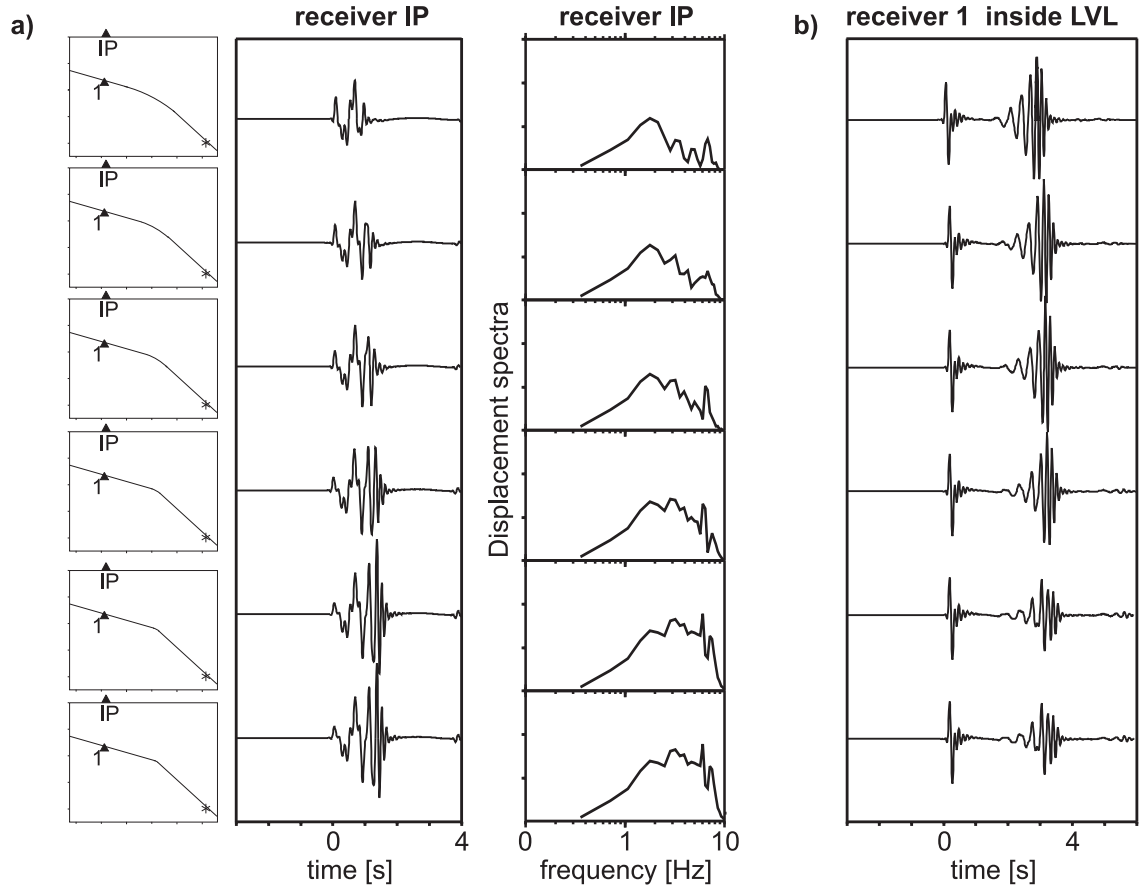 a)
receiver IP
receiver IP
b)
receiver 1 inside LVL
IP
1
IP
1
IP
1
IP
1
IP
1
IP
1
Displacement spectra
0 4
time [s]
0 1 10
frequency [Hz]
0 4
time [s]